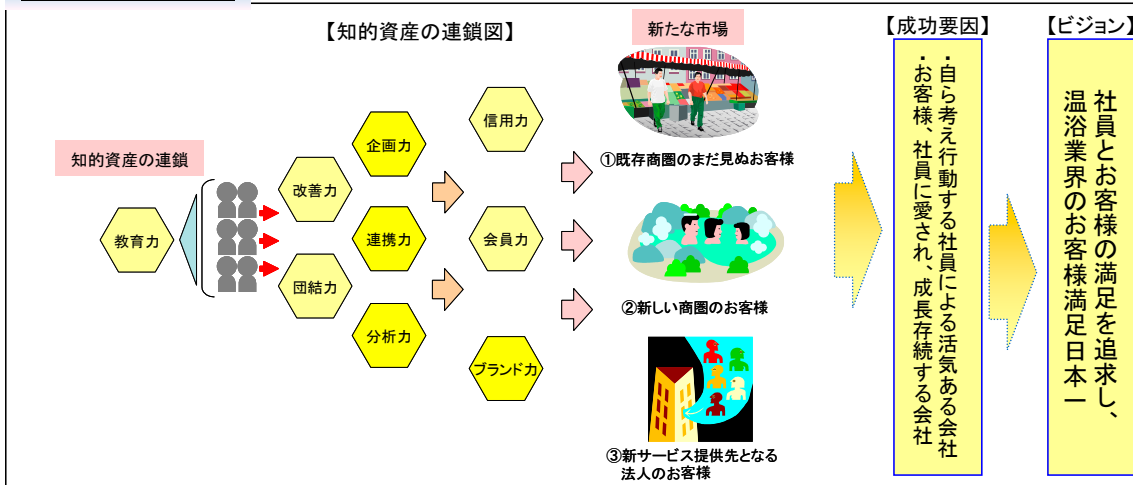 【知的資産の連鎖図】
知的資産の連鎖
教育力
改善力
団結力
企画力
連携力
分析力
信用力
会員力
ブランド力
新たな市場
①既存商圏のまだ見ぬお客様
②新しい商圏のお客様
③新サービス提供先となる
法人のお客様
【成功要因】
・自ら考え行動する社員による活気ある会社
・お客様、社員に愛され、成長存続する会社
【ビジョン】
社員とお客様の満足を追求し、
温浴業界のお客様満足日本一